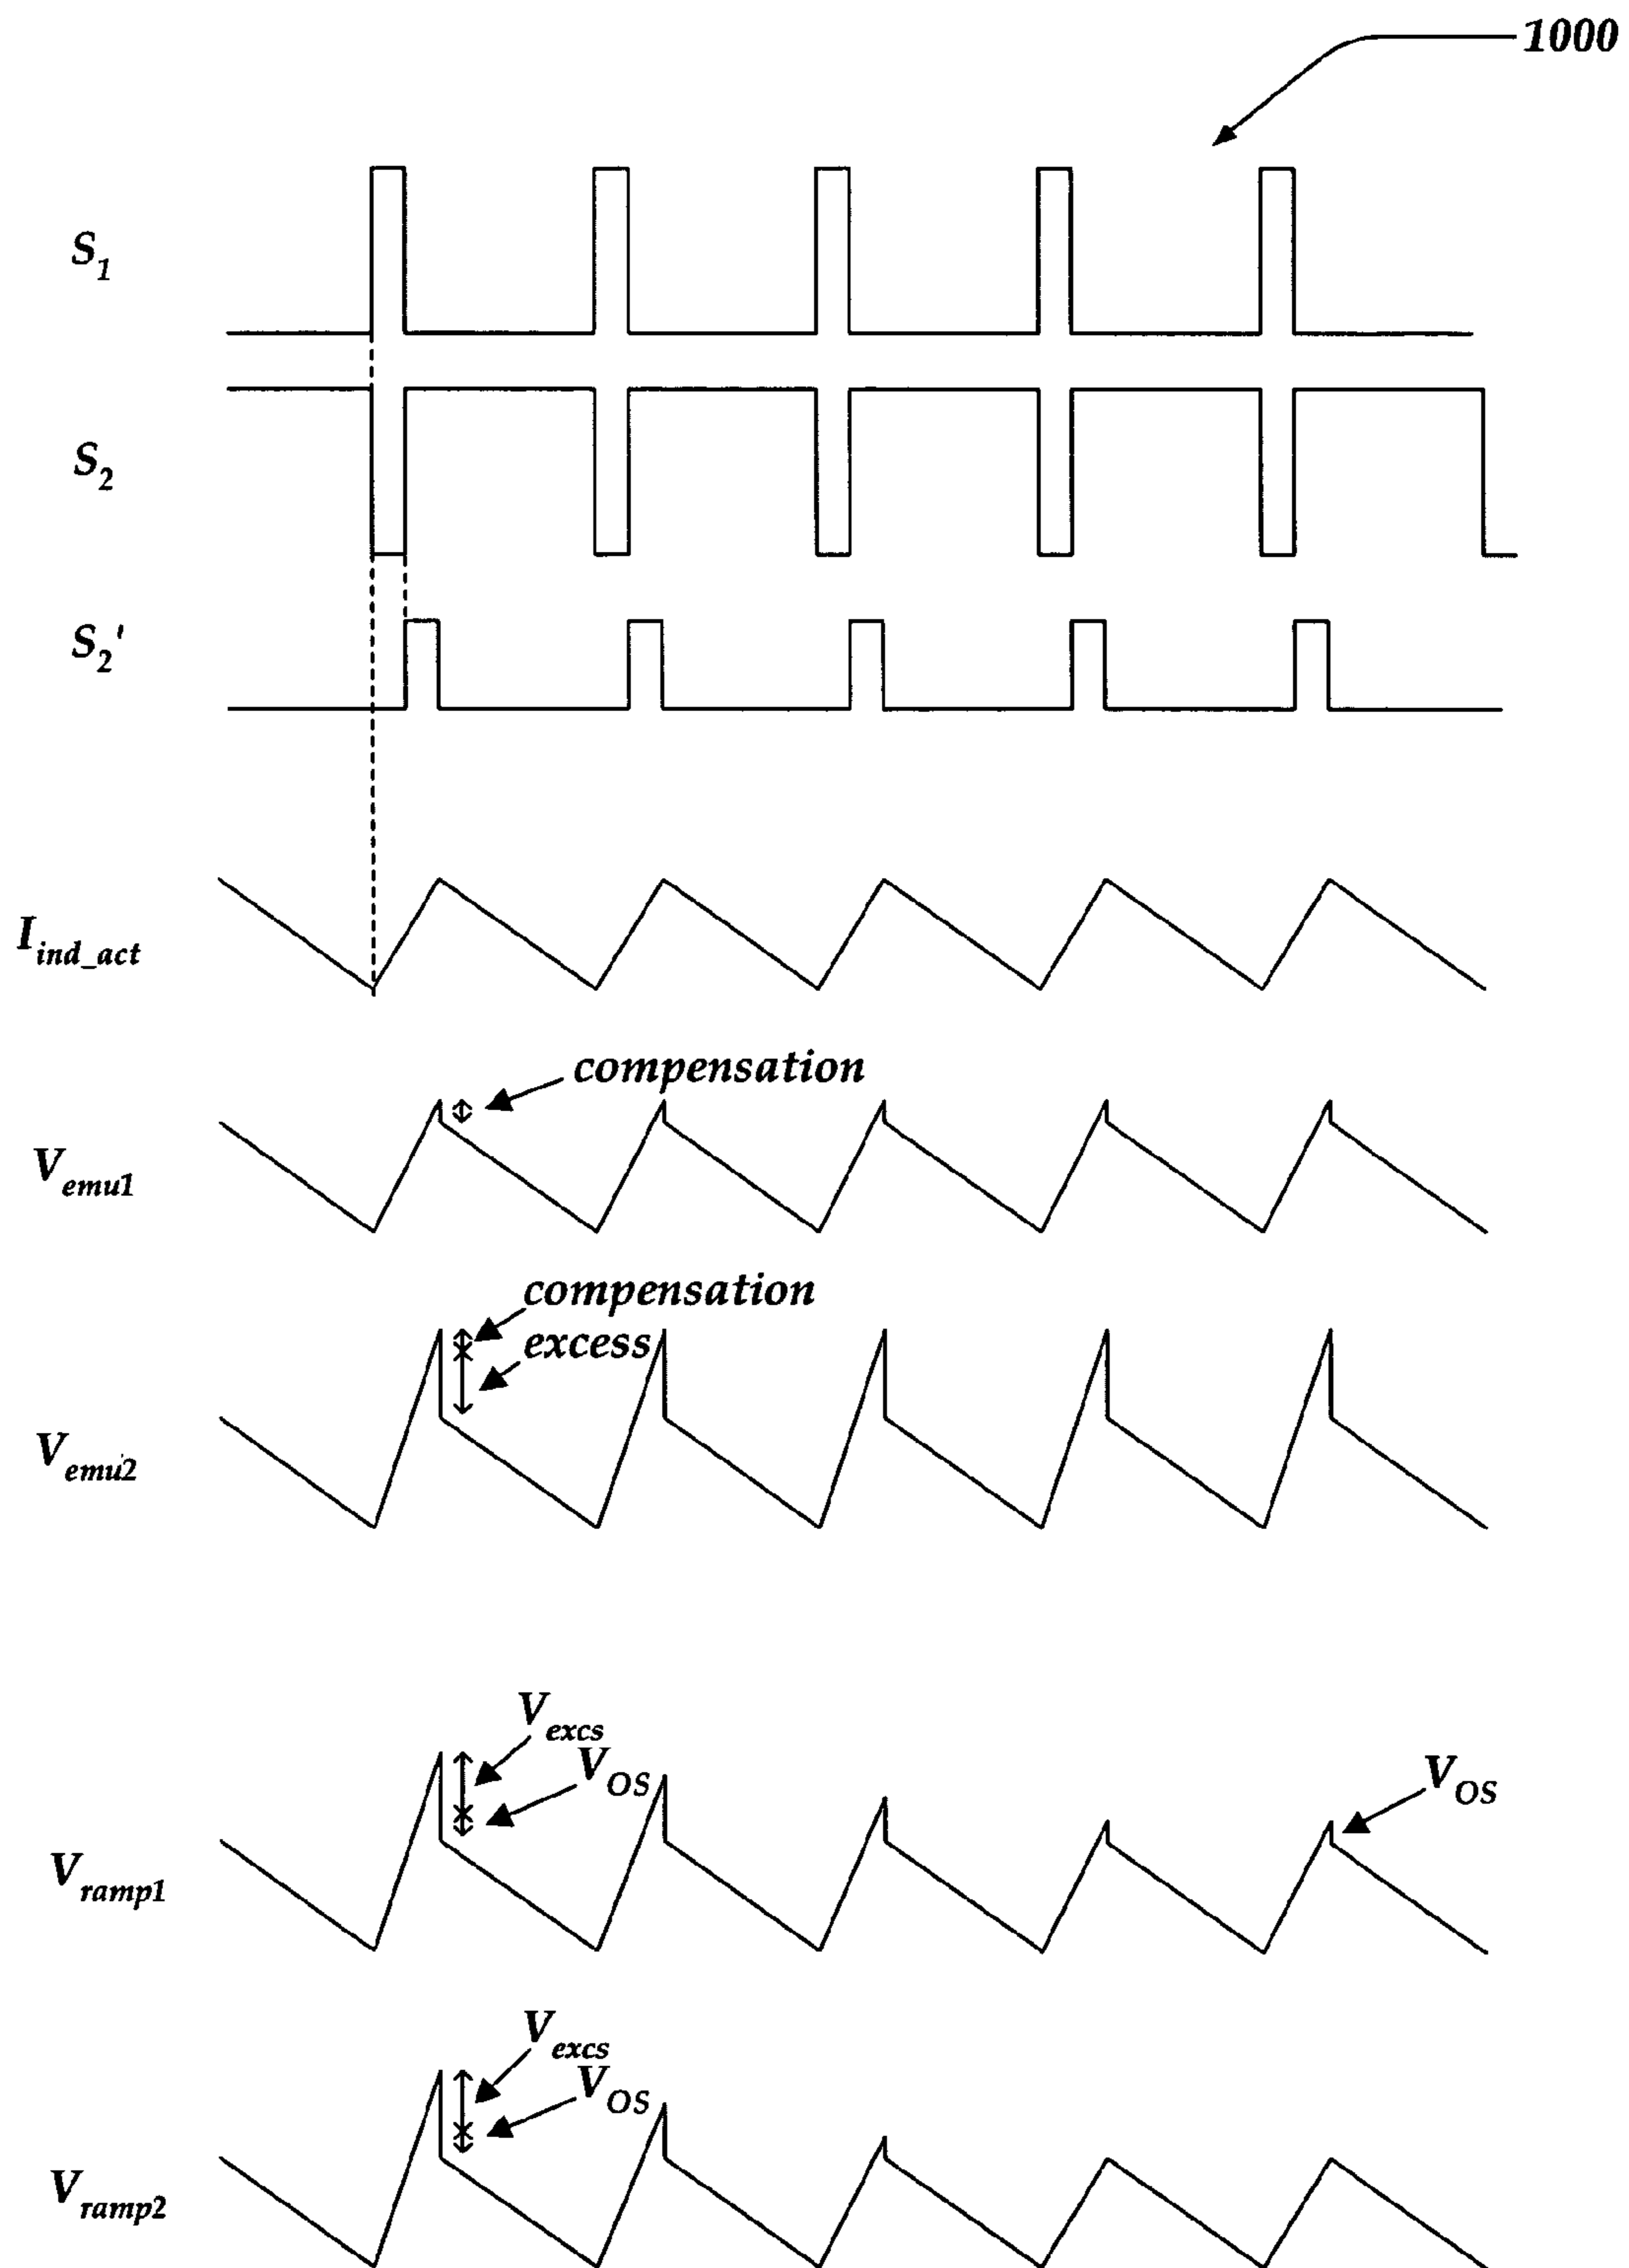 1000
S1
S2
S2'
Iind_act
compensation
Vemu1
compensation
excess
Vemu2
Vexcs
VOS
VOS
Vramp1
Vexcs
VOS
Vramp2